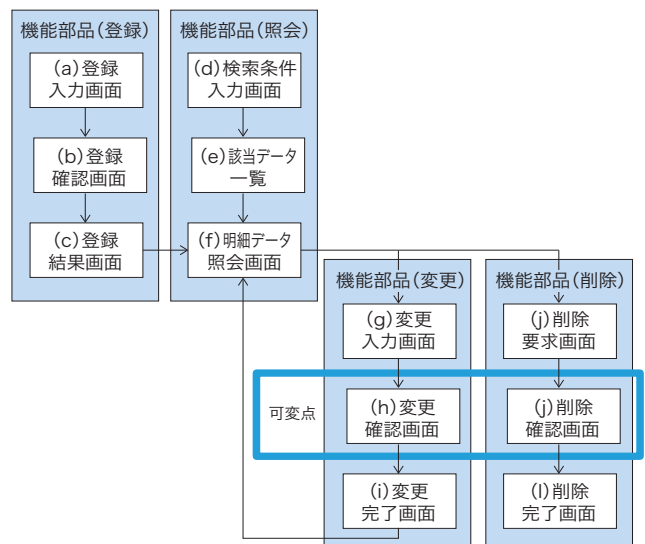 機能部品(登録)
(a)登録
入力画面
(b)登録
確認画面
(c)登録
結果画面
機能部品(照会)
(d)検索条件
入力画面
(e)該当データ
一覧
(f)明細データ
照会画面
機能部品(変更)
(g)変更
入力画面
可変点
(h)変更
確認画面
(i)変更
完了画面
機能部品(削除)
(j)削除
要求画面
(j)削除
確認画面
(l)削除
完了画面